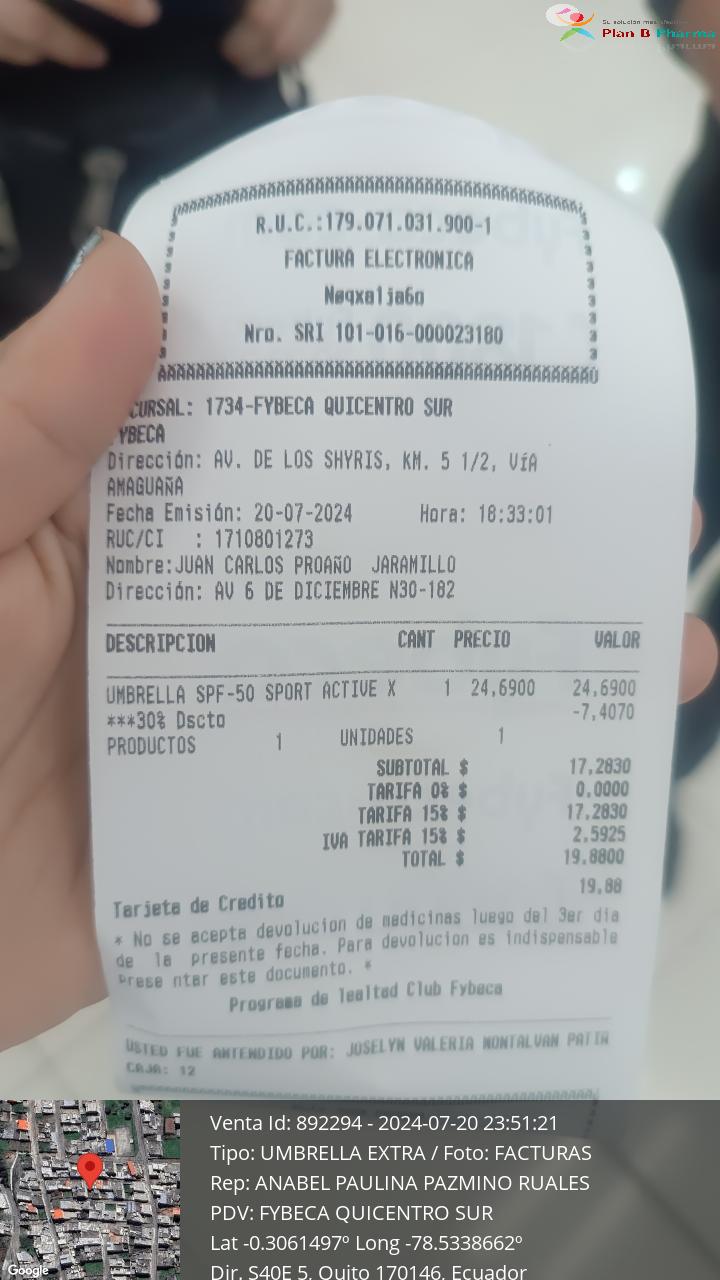 Su solución más efectiva
Plan B Pharma
R.U.C.:179.071.031.900-1
FACTURA ELECTRONICA
Nro. SRI 101-016-000023180
CURSAL: 1734-FYBECA QUICENTRO SUR
YBECA
Dirección: AV. DE LOS SHYRIS, KM. 5 1/2, VíA
AMAGUAÑA
Fecha Emisión: 20-07-2024 Hora: 18:33:01
RUC/CI : 1710801273
Nombre:JUAN CARLOS PROAÑO JARAMILLO
Dirección: AV 6 DE DICIEMBRE N30-182
DESCRIPCION CANT PRECIO VALOR
UMBRELLA SPF-50 SPORT ACTIVE X 1 24,6900 24,6900
***30% Dscto -7,4070
PRODUCTOS 1 UNIDADES 1
SUBTOTAL $ 17,2830
TARIFA 0% $ 0,0000
TARIFA 15% $ 17,2830
IVA TARIFA 15% $ 2,5925
TOTAL $ 19,8800
Tarjeta de Credito 19,88
* No se acepta devolucion de medicinas luego del 3er dia
de la presente fecha. Para devolucion es indispensable
Prese ntar este documento. *
Programa de lealtad Club Fybeca
USTED FUE ANTENDIDO POR: JOSELYN VALERIA MONTALVAN PATIN
CAJA: 12
Venta Id: 892294 - 2024-07-20 23:51:21
Tipo: UMBRELLA EXTRA / Foto: FACTURAS
Rep: ANABEL PAULINA PAZMINO RUALES
PDV: FYBECA QUICENTRO SUR
Lat -0.3061497º Long -78.5338662º
Dir. S40E 5, Quito 170146, Ecuador
Google